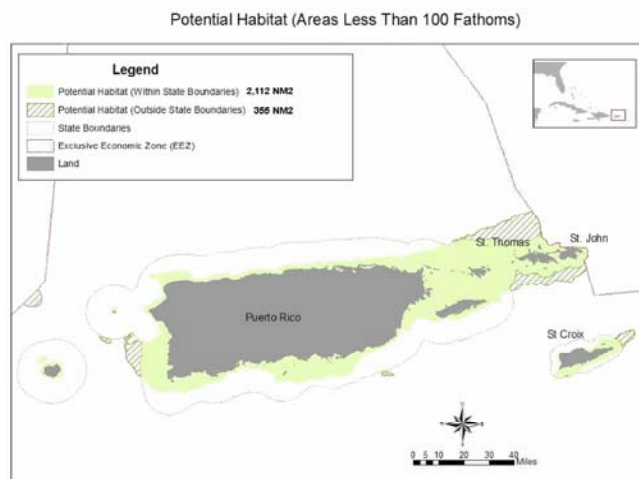 Potential Habitat (Areas Less Than 100 Fathoms)
Legend
Potential Habitat (Within State Boundaries) 2,112 NM2
Potential Habitat (Outside State Boundaries) 355 NM2
State Boundaries
Exclusive Economic Zone (EEZ)
Land
St. Thomas
St. John
Puerto Rico
St Croix
0 5 10 20 30 40
Miles